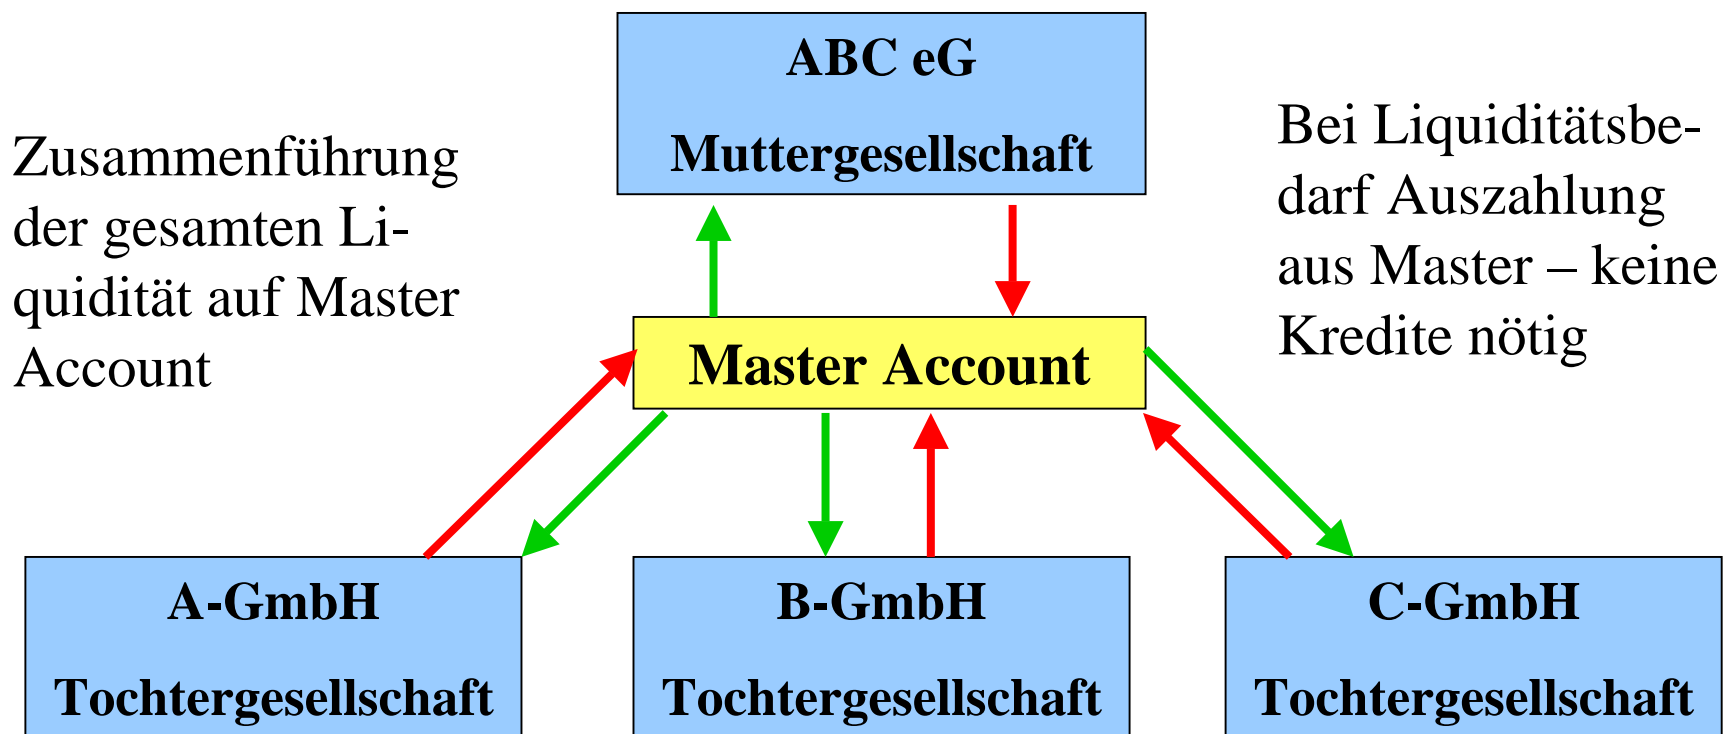 ABC eG
Muttergesellschaft
Zusammenführung
der gesamten Li-
quidität auf Master
Account
Bei Liquiditätsbe-
darf Auszahlung
aus Master – keine
Kredite nötig
Master Account
A-GmbH
Tochtergesellschaft
B-GmbH
Tochtergesellschaft
C-GmbH
Tochtergesellschaft